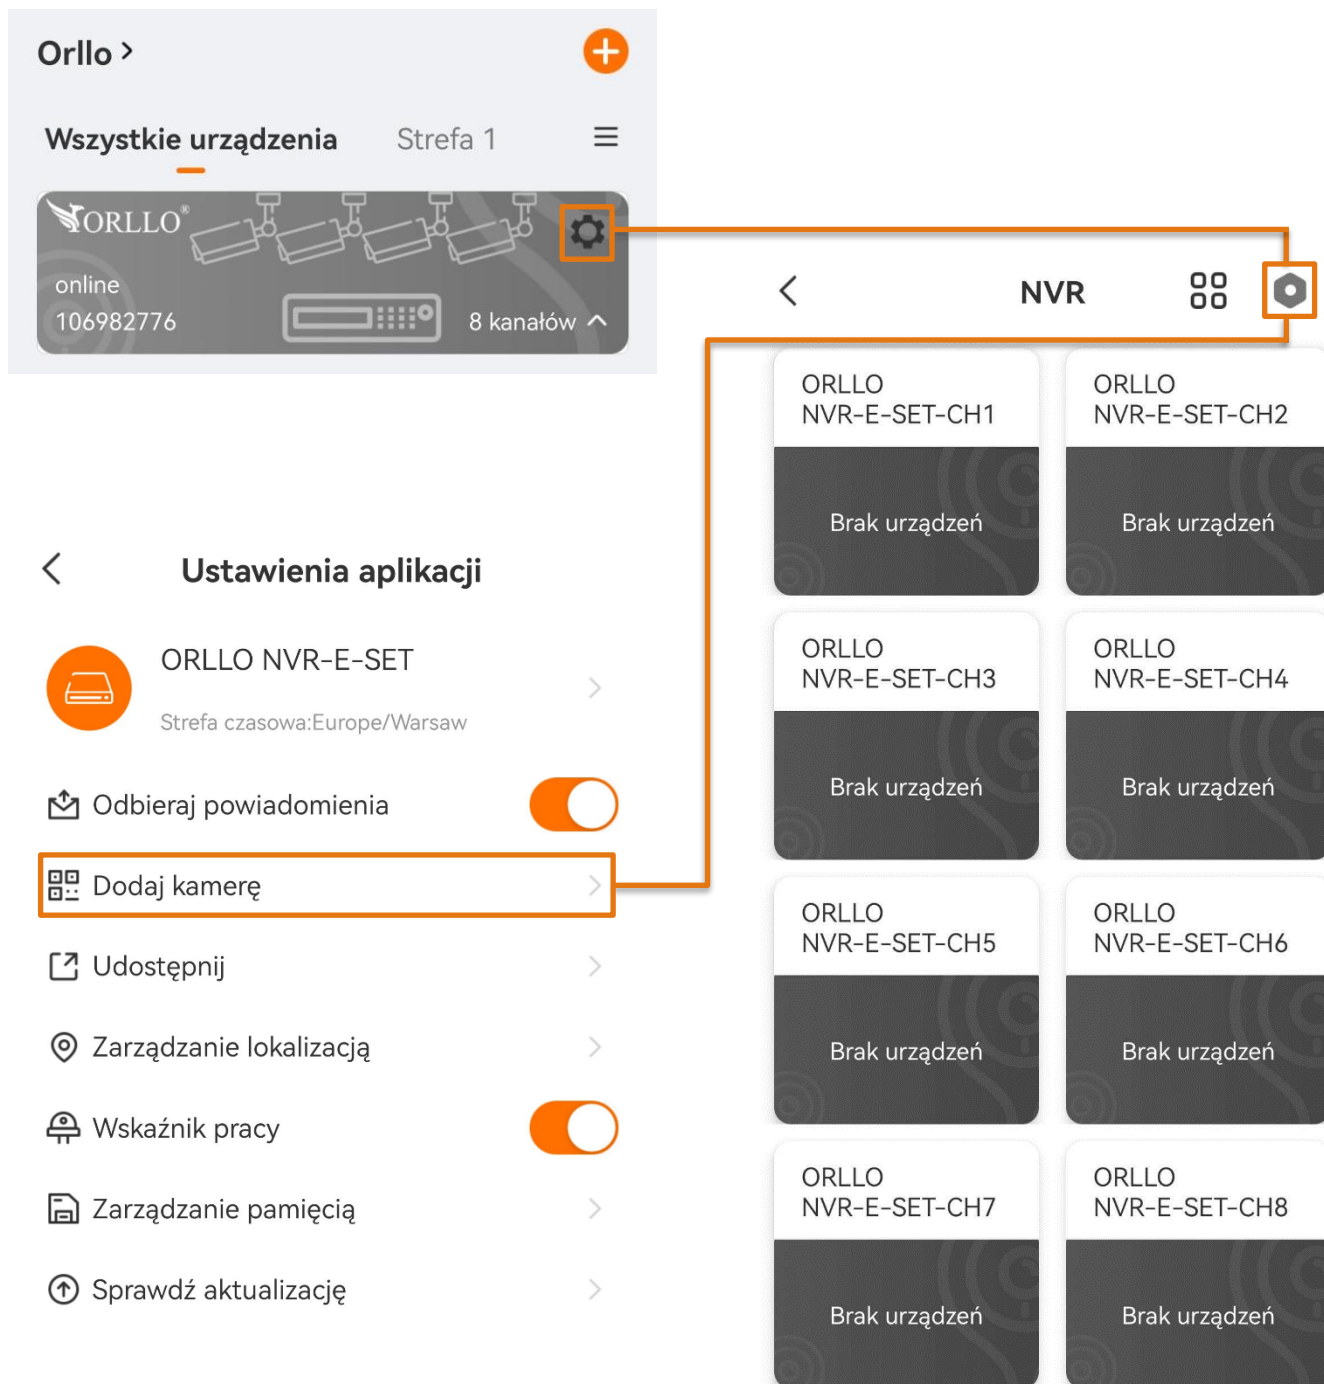 Orllo >
Wszystkie urządzenia Strefa 1
ORLLO®
online
106982776
8 kanałów
Ustawienia aplikacji
ORLLO NVR-E-SET
Strefa czasowa:Europe/Warsaw
Odbieraj powiadomienia
Dodaj kamerę
Udostępnij
Zarządzanie lokalizacją
Wskaźnik pracy
Zarządzanie pamięcią
Sprawdź aktualizację
NVR
ORLLO
NVR-E-SET-CH1
Brak urządzeń
ORLLO
NVR-E-SET-CH2
Brak urządzeń
ORLLO
NVR-E-SET-CH3
Brak urządzeń
ORLLO
NVR-E-SET-CH4
Brak urządzeń
ORLLO
NVR-E-SET-CH5
Brak urządzeń
ORLLO
NVR-E-SET-CH6
Brak urządzeń
ORLLO
NVR-E-SET-CH7
Brak urządzeń
ORLLO
NVR-E-SET-CH8
Brak urządzeń